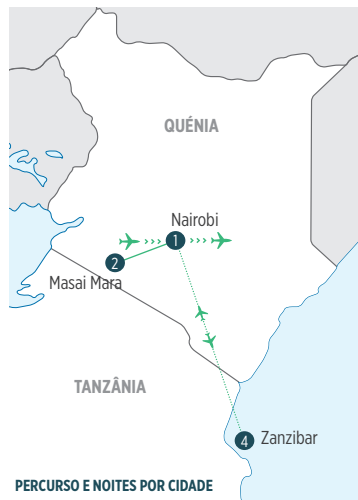 QUÉNIA
Nairobi
1
2
Masai Mara
TANZÂNIA
4 Zanzibar
PERCURSO E NOITES POR CIDADE